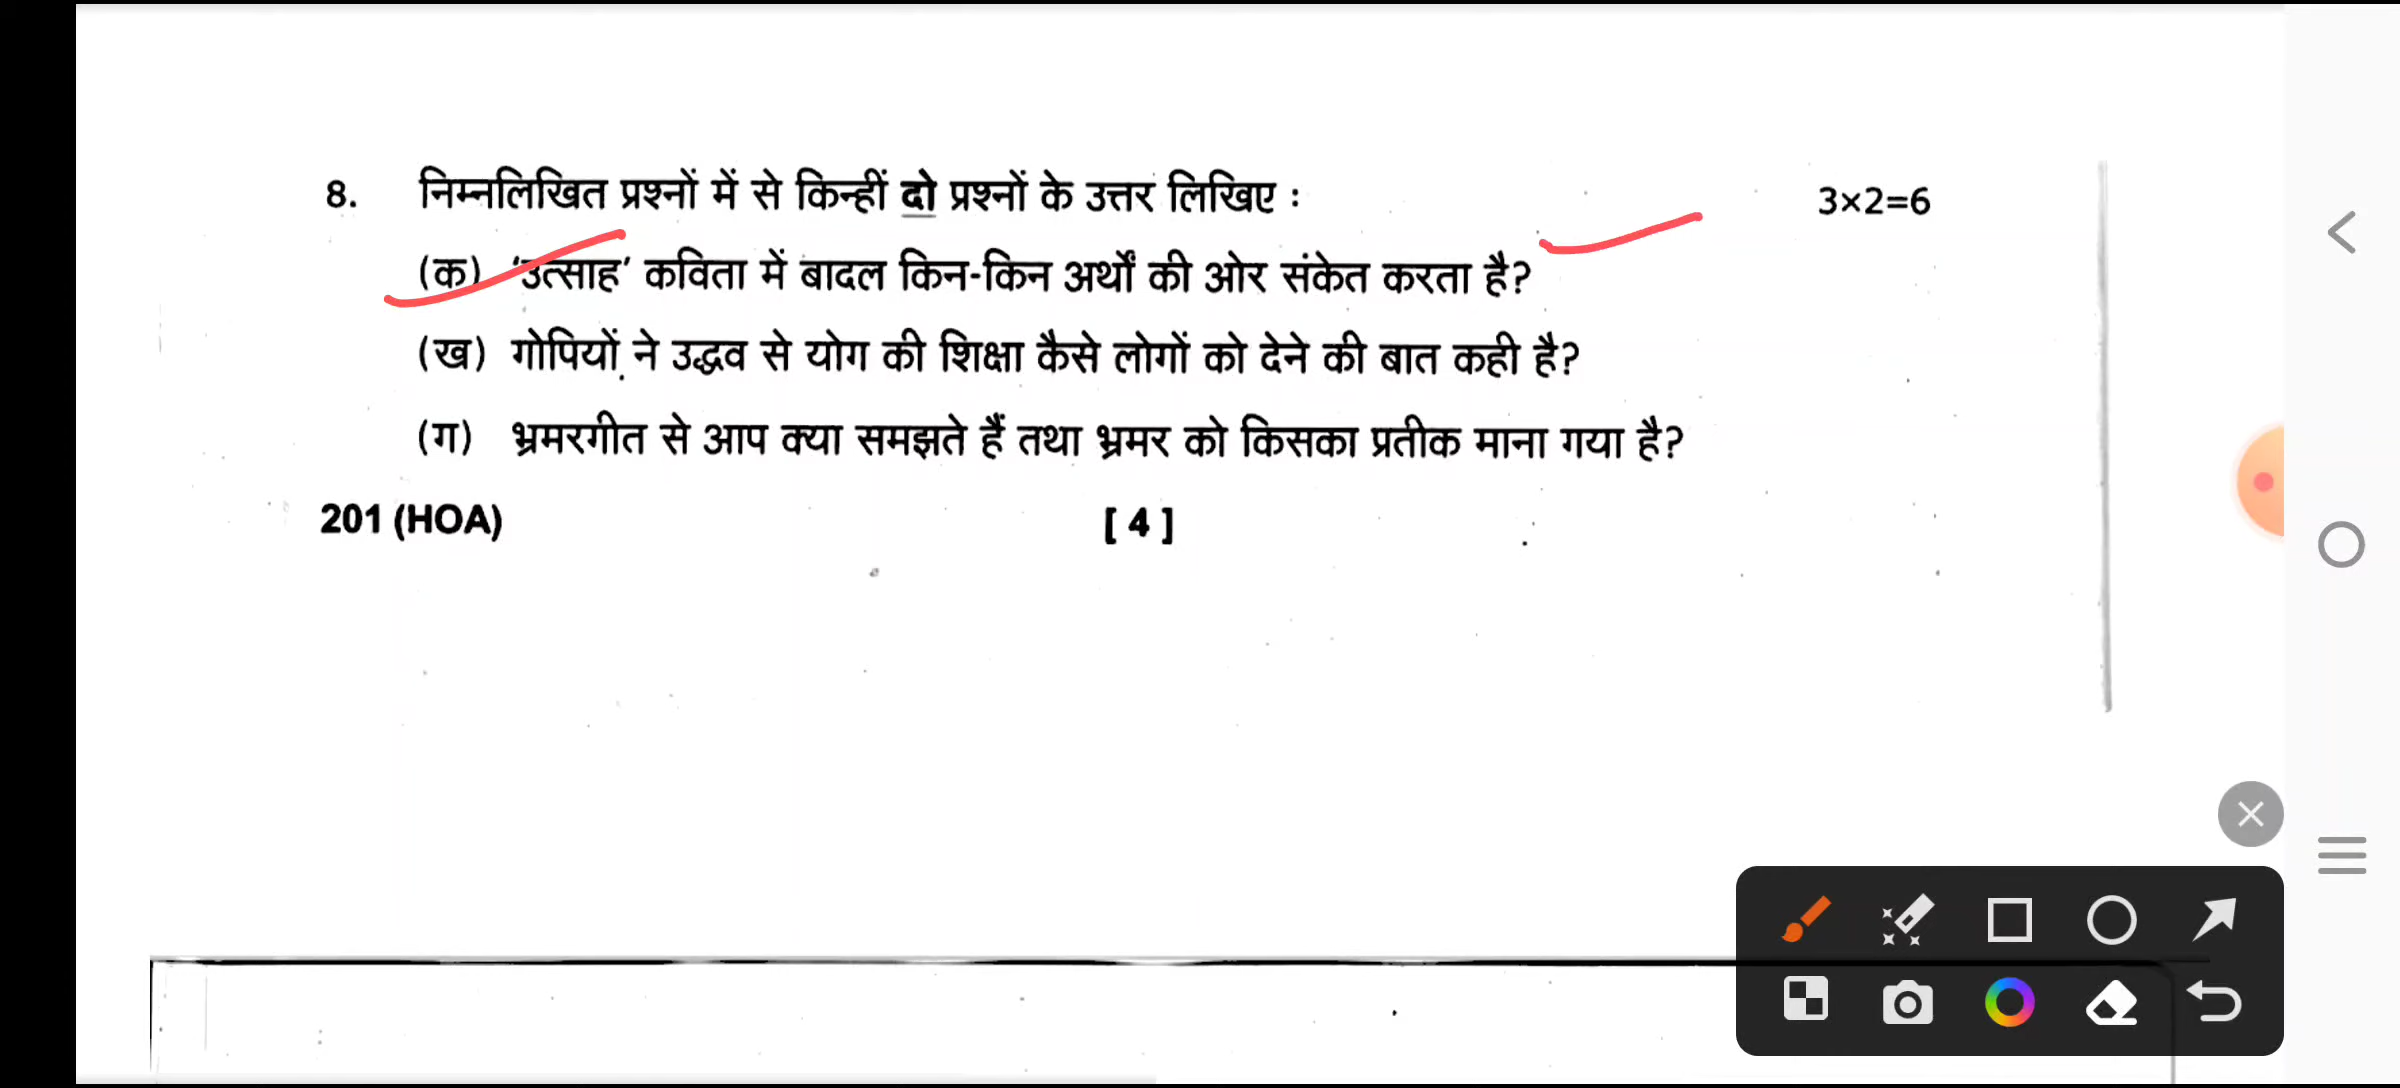 8. निम्नलिखित प्रश्नों में से किन्हीं दो प्रश्नों के उत्तर लिखिए : 3×2=6
(क) ‘उत्साह’ कविता में बादल किन-किन अर्थों की ओर संकेत करता है?
(ख) गोपियों ने उद्धव से योग की शिक्षा कैसे लोगों को देने की बात कही है?
(ग) भ्रमरगीत से आप क्या समझते हैं तथा भ्रमर को किसका प्रतीक माना गया है?
201 (HOA) [ 4 ]